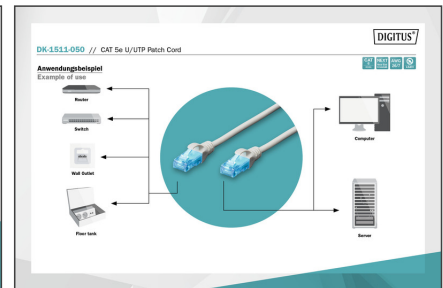 DIGITUS®
DK-1511-050 // CAT 5e U/UTP Patch Cord
Anwendungsbeispiel
Example of use
Router
Switch
Wall Outlet
Floor tank
Computer
Server